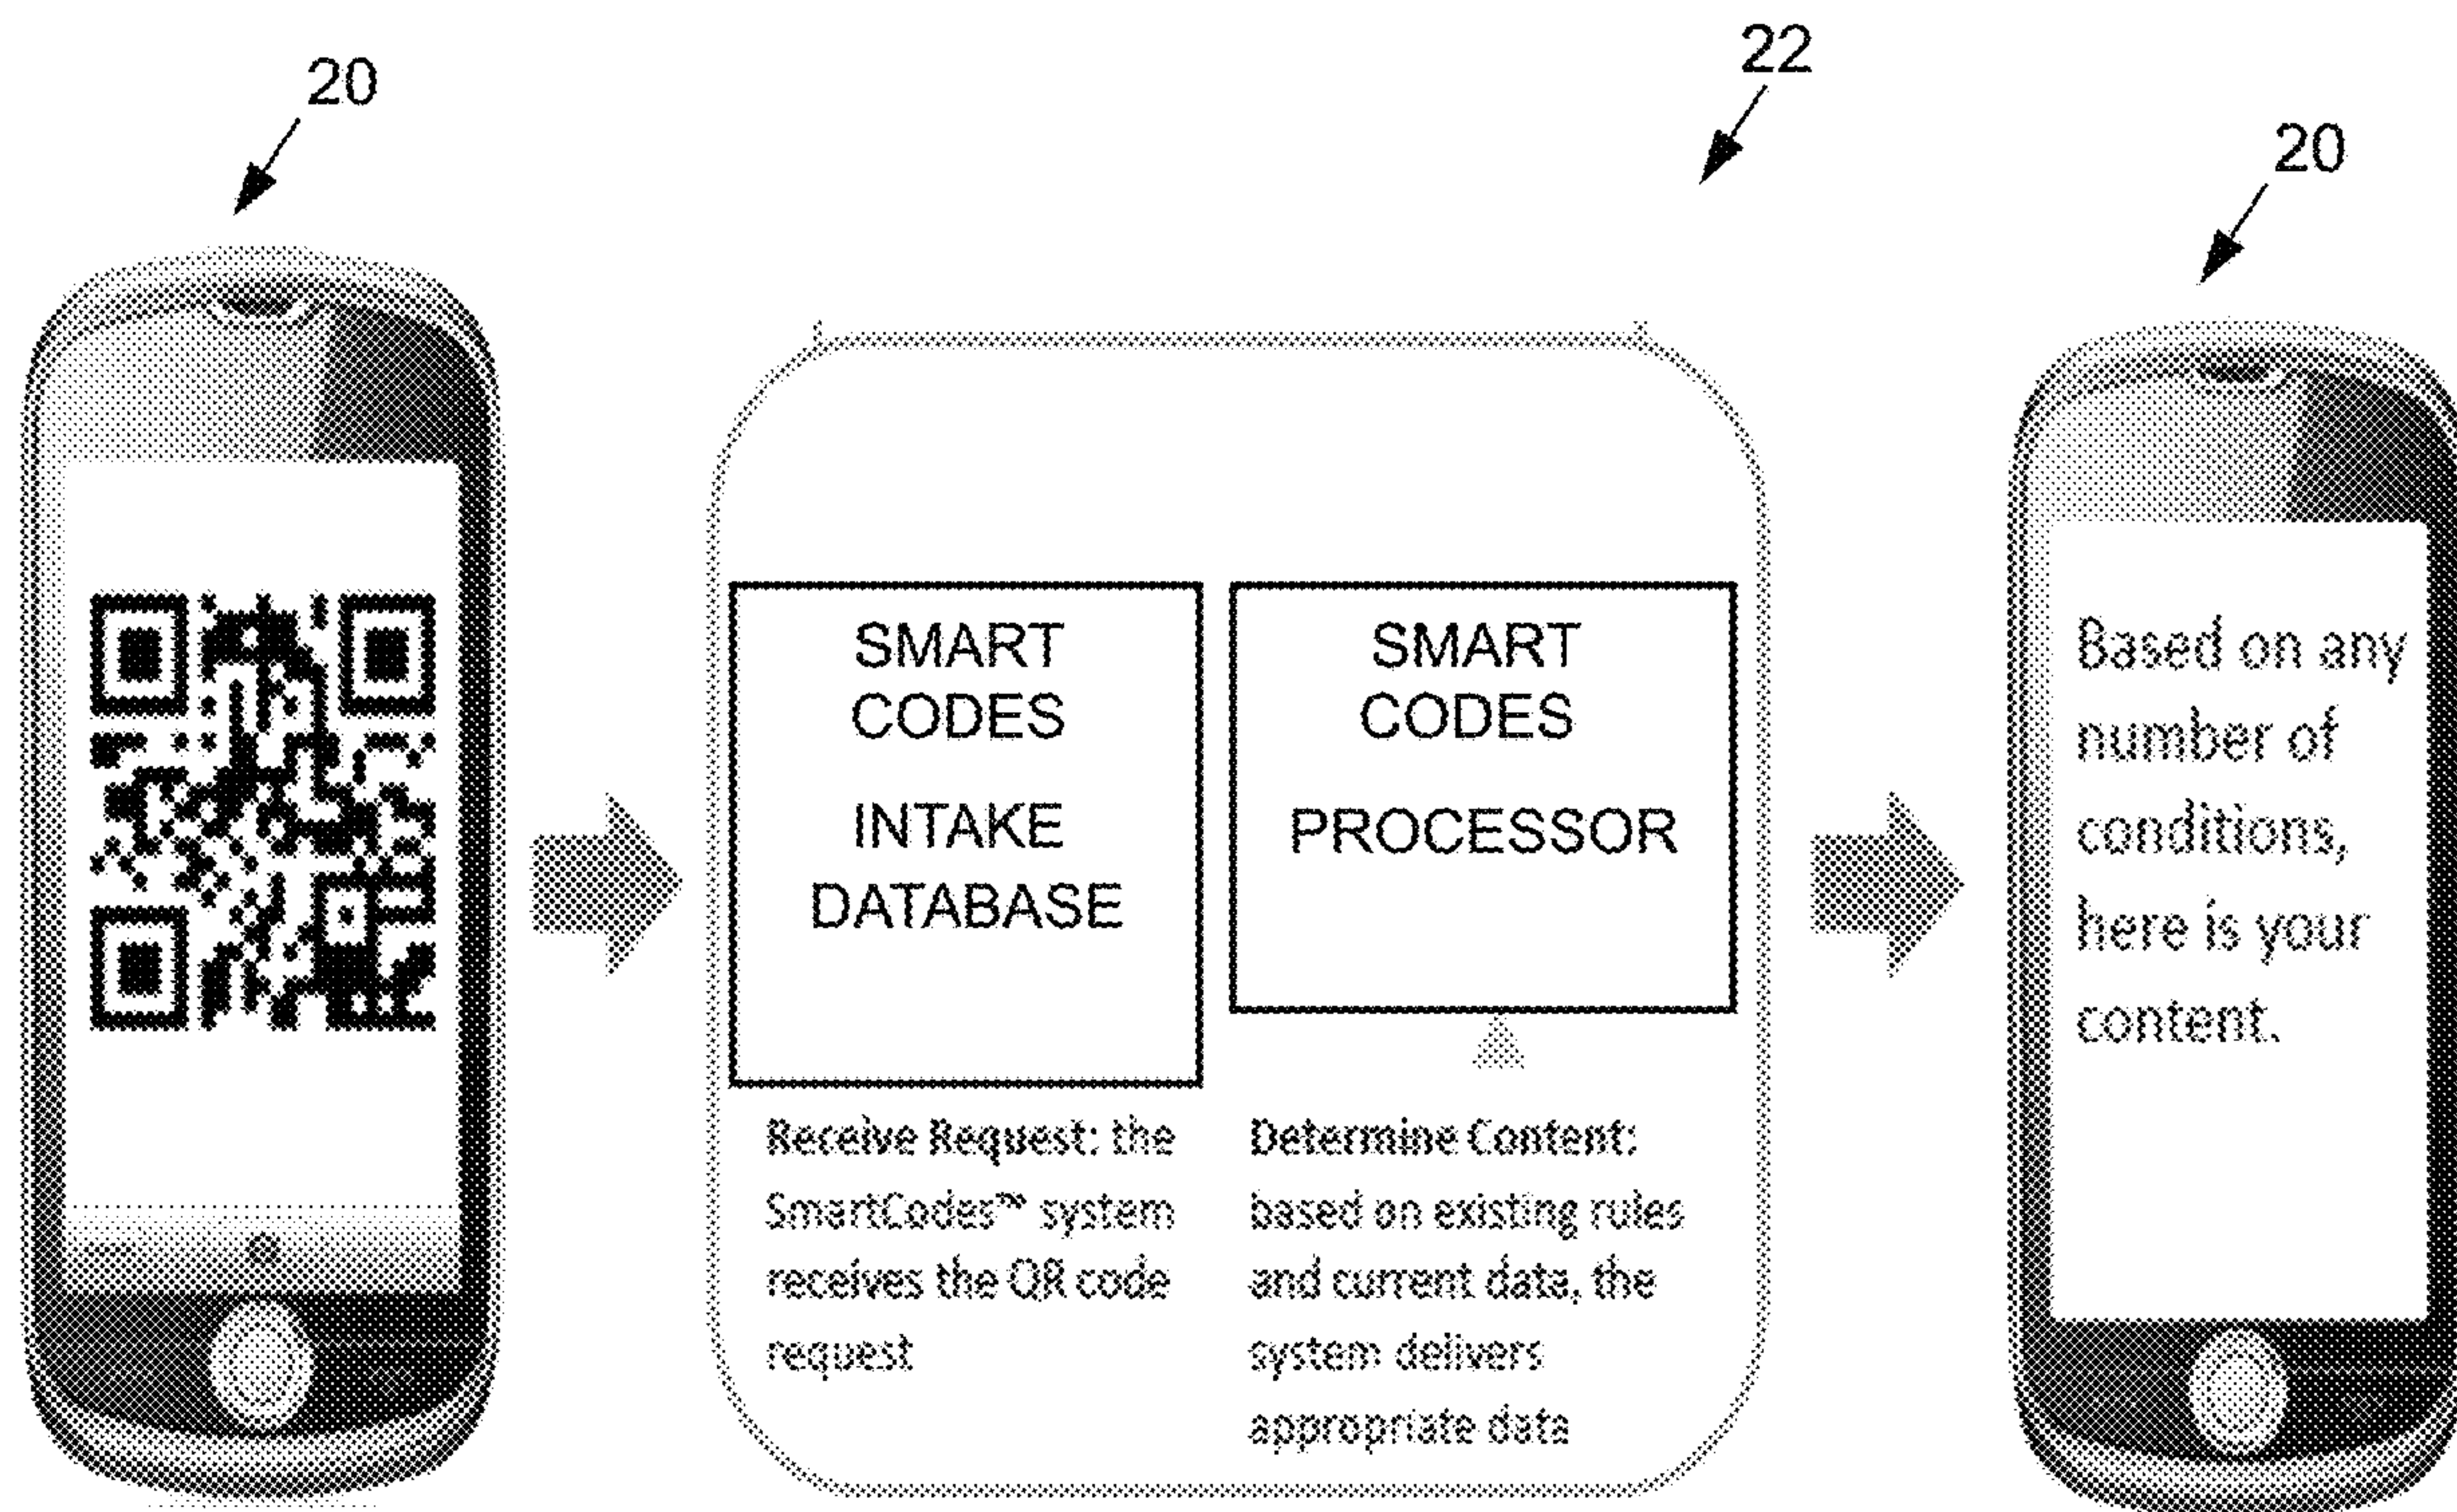 20
22
20
SMART
CODES
INTAKE
DATABASE
SMART
CODES
PROCESSOR
Receive Request: the
SmartCodes™ system
receives the QR code
request
Determine Content:
based on existing rules
and current data, the
system delivers
appropriate data
Based on any
number of
conditions,
here is your
content.